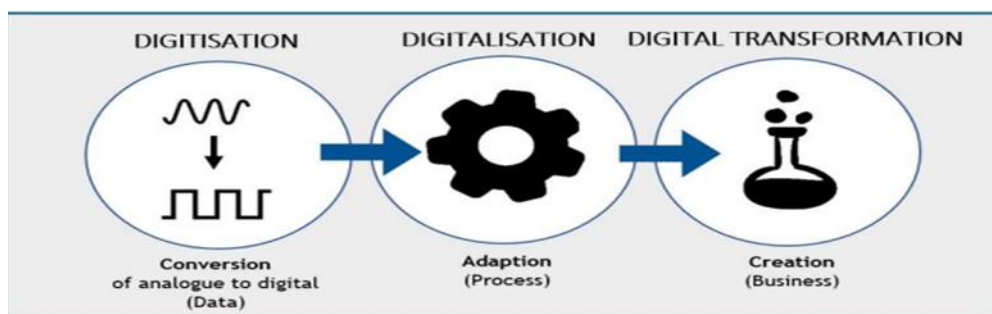 DIGITISATION
DIGITALISATION
DIGITAL TRANSFORMATION
Conversion
of analogue to digital
(Data)
Adaption
(Process)
Creation
(Business)